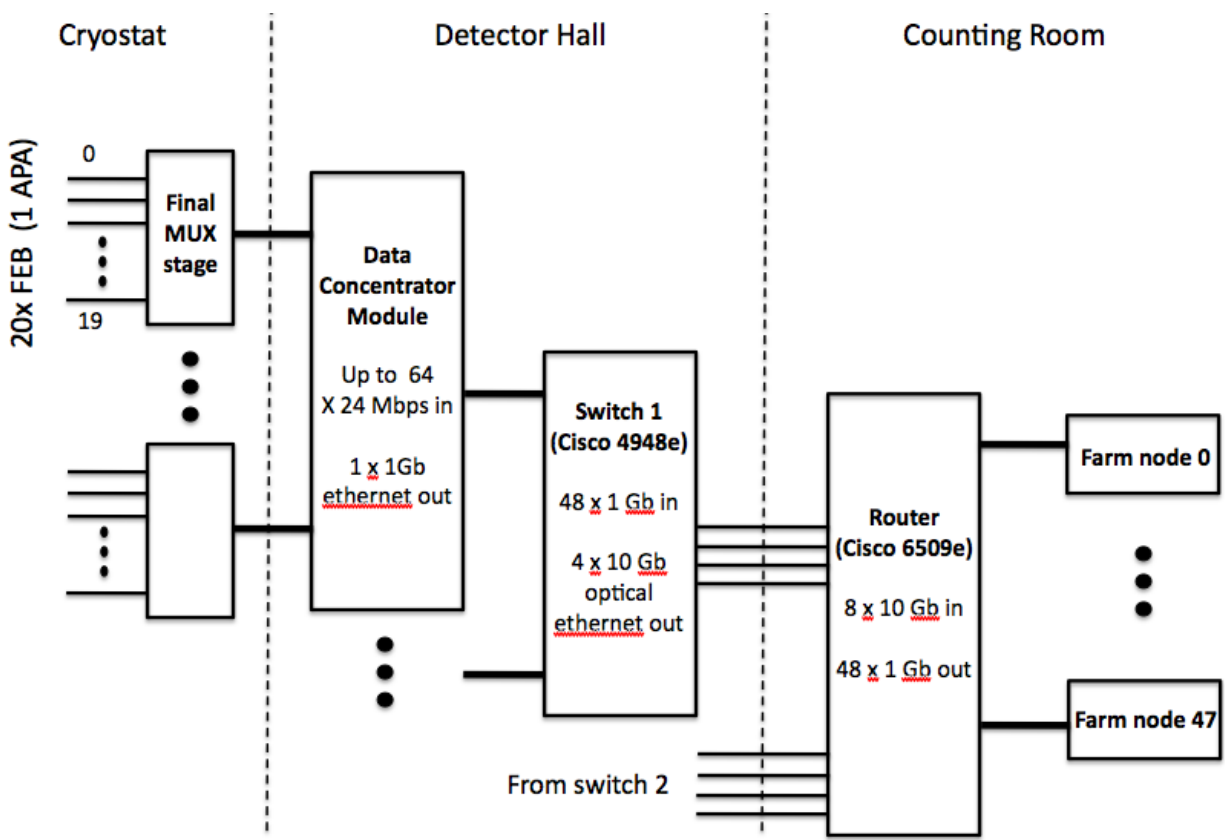 Cryostat
Detector Hall
Counting Room
20x FEB (1 APA)
0
19
Final
MUX
stage
Data
Concentrator
Module
Up to 64
X 24 Mbps in
1 x 1Gb
ethernet out
Switch 1
(Cisco 4948e)
48 x 1 Gb in
4 x 10 Gb
optical
ethernet out
From switch 2
Router
(Cisco 6509e)
8 x 10 Gb in
48 x 1 Gb out
Farm node 0
Farm node 47